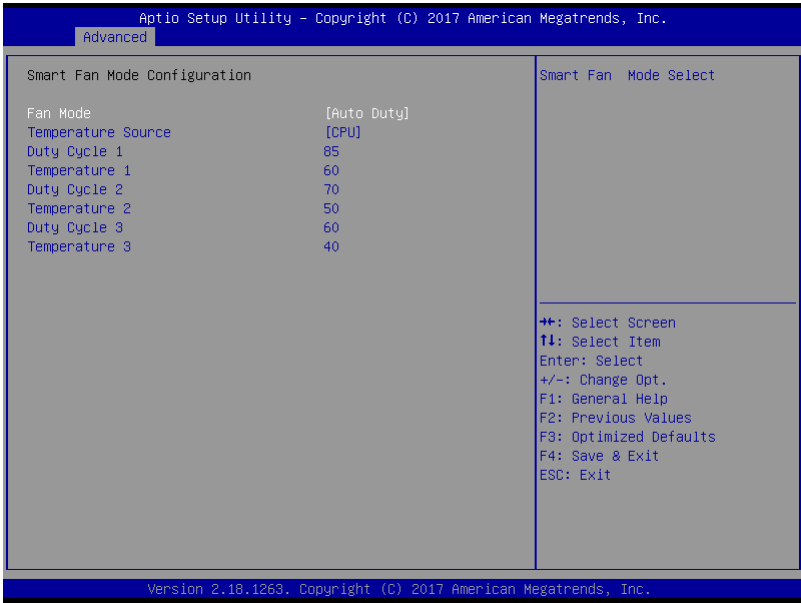 Aptio Setup Utility – Copyright (C) 2017 American Megatrends, Inc.
Advanced
Smart Fan Mode Configuration
Fan Mode [Auto Duty]
Temperature Source [CPU]
Duty Cycle 1 85
Temperature 1 60
Duty Cycle 2 70
Temperature 2 50
Duty Cycle 3 60
Temperature 3 40
Smart Fan Mode Select
→←: Select Screen
↑↓: Select Item
Enter: Select
+/-: Change Opt.
F1: General Help
F2: Previous Values
F3: Optimized Defaults
F4: Save & Exit
ESC: Exit
Version 2.18.1263. Copyright (C) 2017 American Megatrends, Inc.